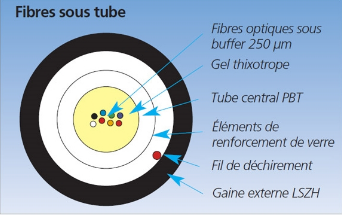 Fibres sous tube
Fibres optiques sous
buffer 250 µm
Gel thixotrope
Tube central PBT
Éléments de
renforcement de verre
Fil de déchirement
Gaine externe LSZH